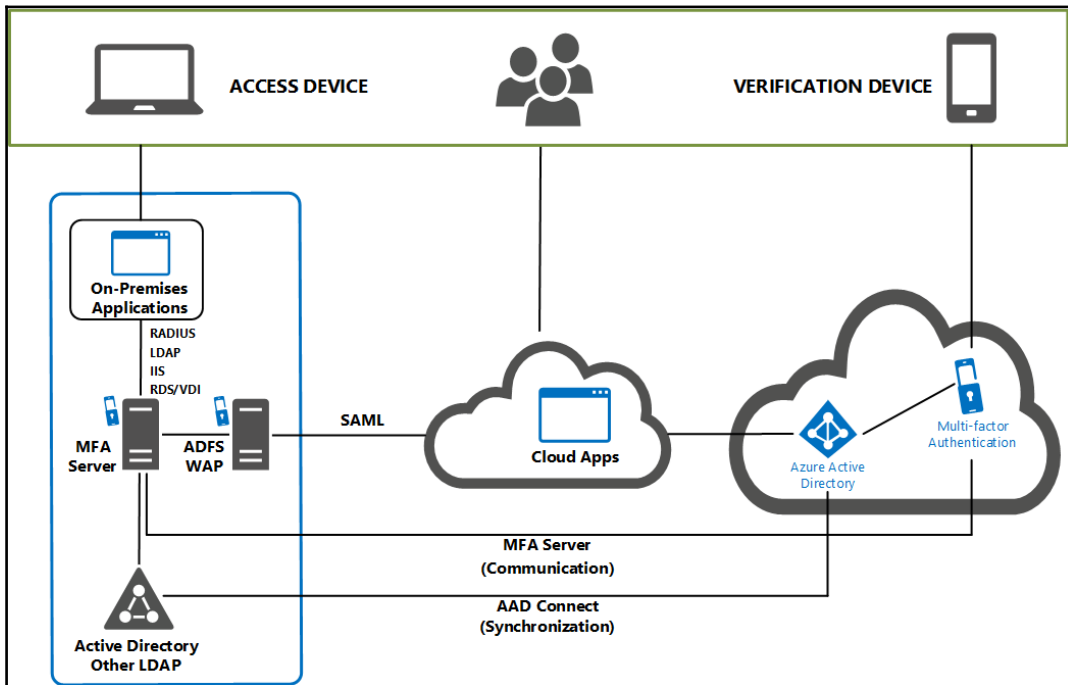 ACCESS DEVICE
VERIFICATION DEVICE
On-Premises
Applications
RADIUS
LDAP
IIS
RDS/VDI
MFA
Server
ADFS
WAP
SAML
Cloud Apps
Azure Active
Directory
Multi-factor
Authentication
MFA Server
(Communication)
AAD Connect
(Synchronization)
Active Directory
Other LDAP